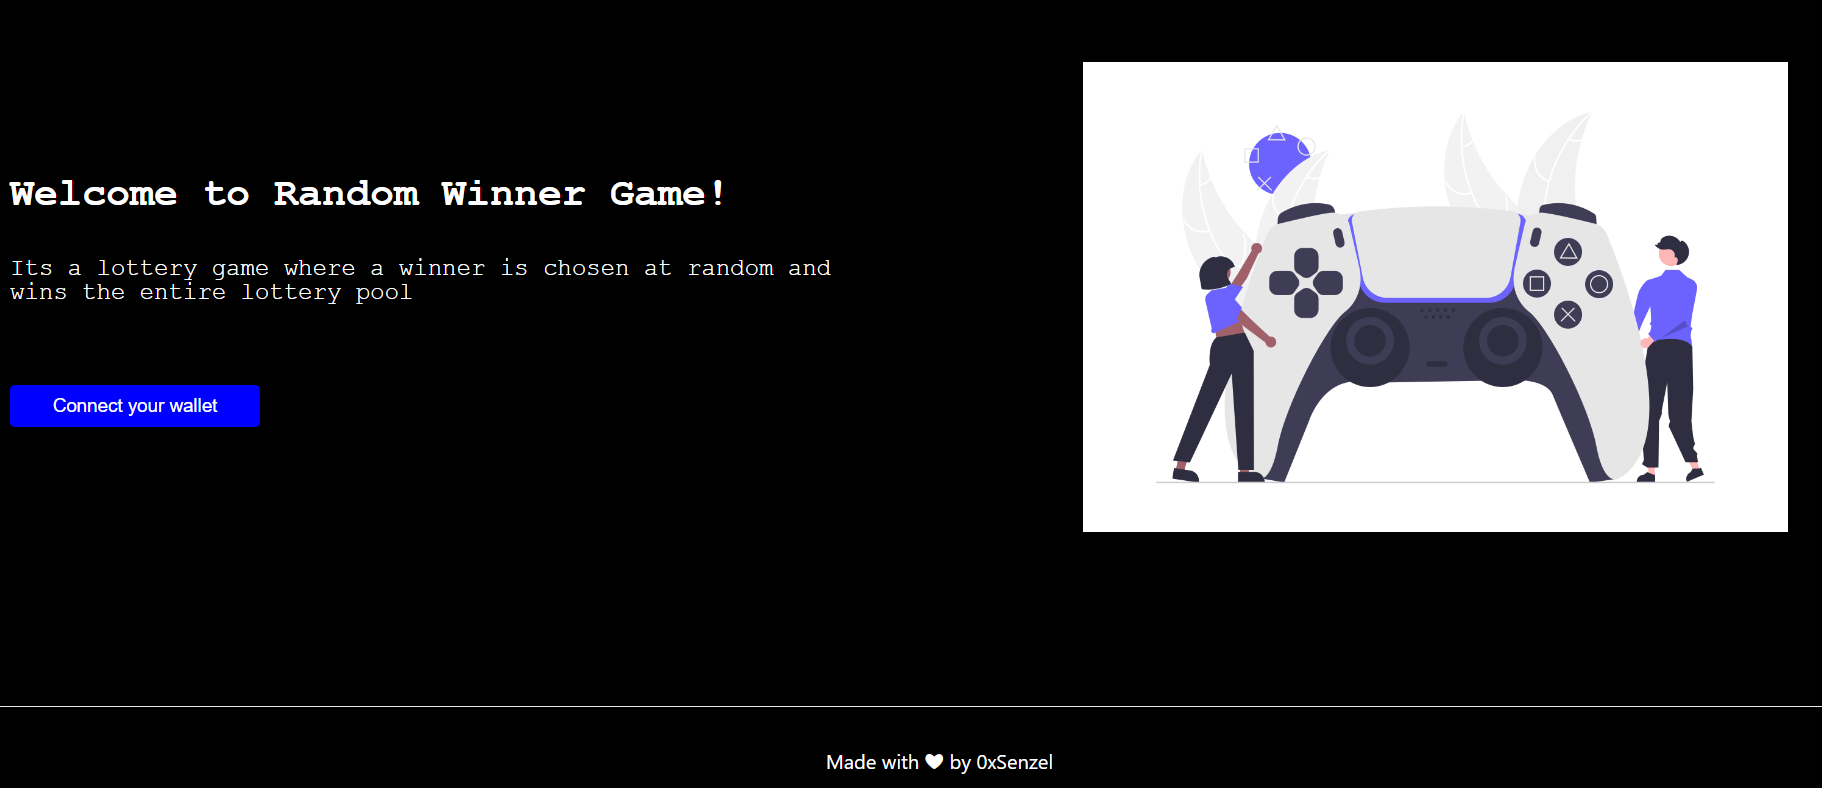 Welcome to Random Winner Game!
Its a lottery game where a winner is chosen at random and
wins the entire lottery pool
Connect your wallet
Made with ❤ by 0xSenzel